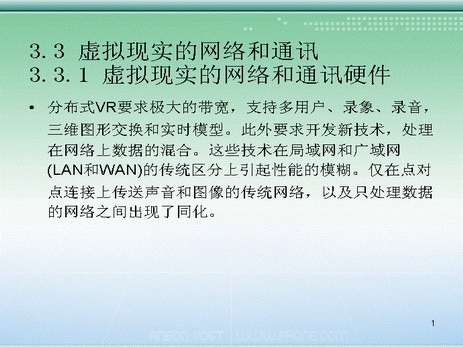 3.3 虚拟现实的网络和通讯
3.3.1 虚拟现实的网络和通讯硬件
• 分布式VR要求极大的带宽，支持多用户、录象、录音，
三维图形交换和实时模型。此外要求开发新技术，处理
在网络上数据的混合。这些技术在局域网和广域网
(LAN和WAN)的传统区分上引起性能的模糊。仅在点对
点连接上传送声音和图像的传统网络，以及只处理数据
的网络之间出现了同化。
1